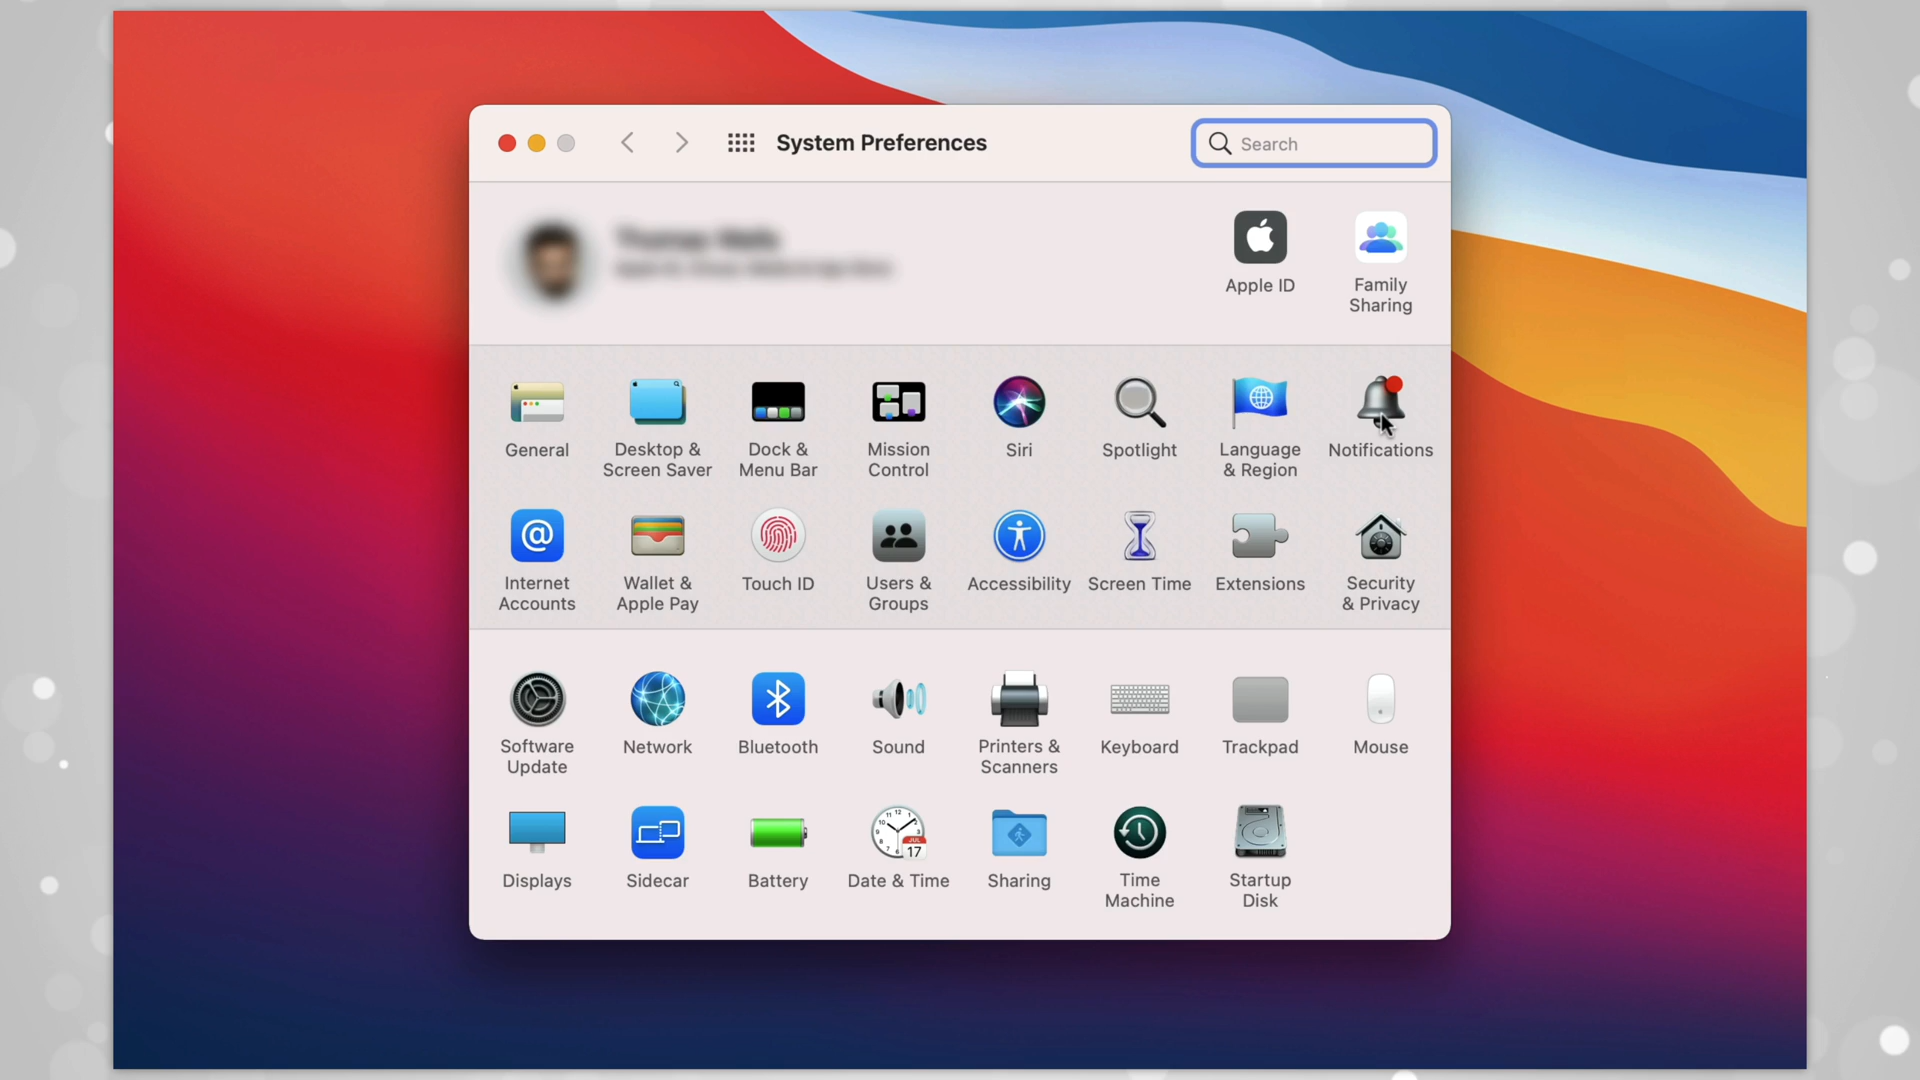 System Preferences
Search
Apple ID
Family
Sharing
General
Desktop &
Screen Saver
Dock &
Menu Bar
Mission
Control
Siri
Spotlight
Language
& Region
Notifications
Internet
Accounts
Wallet &
Apple Pay
Touch ID
Users &
Groups
Accessibility
Screen Time
Extensions
Security
& Privacy
Software
Update
Network
Bluetooth
Sound
Printers &
Scanners
Keyboard
Trackpad
Mouse
Displays
Sidecar
Battery
JUL
17
Date & Time
Sharing
Time
Machine
Startup
Disk